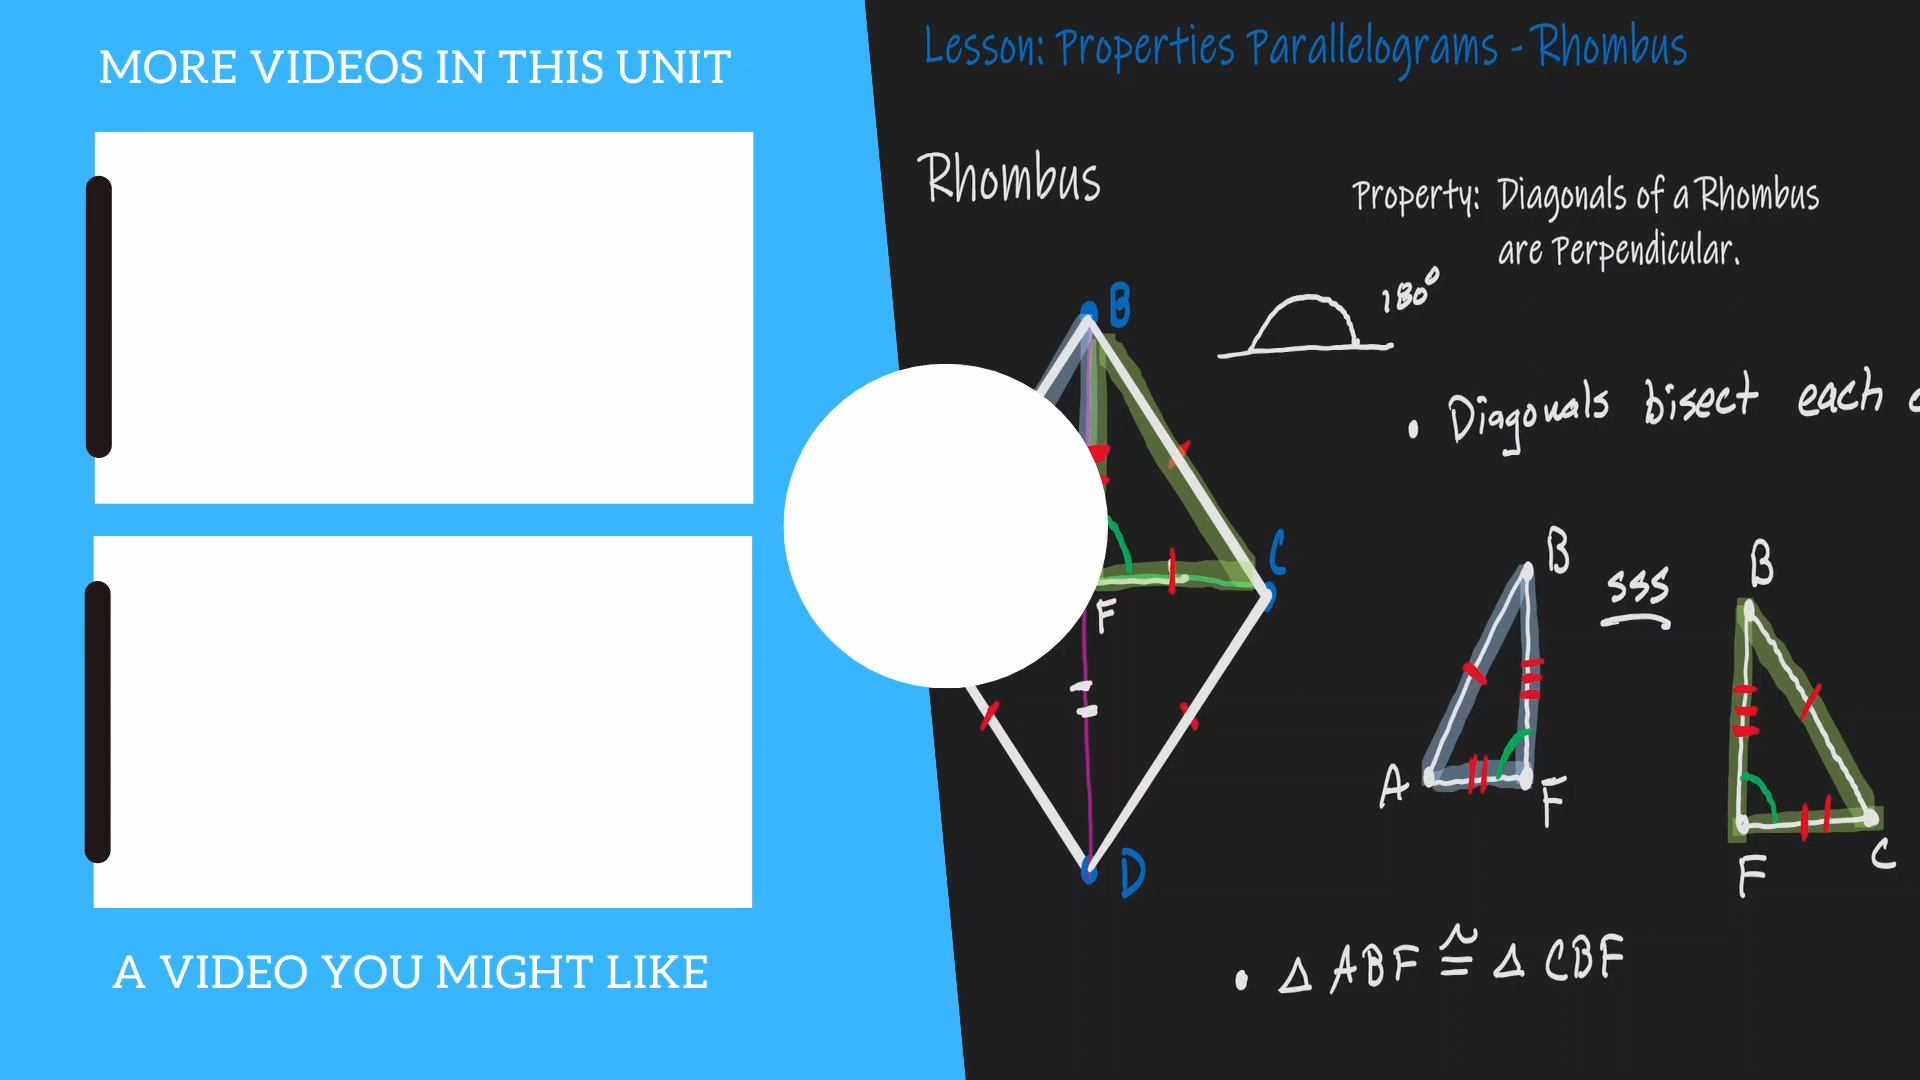 MORE VIDEOS IN THIS UNIT
A VIDEO YOU MIGHT LIKE
Lesson: Properties Parallelograms - Rhombus
Rhombus
Property: Diagonals of a Rhombus
are Perpendicular.
180°
• Diagonals bisect each
B
C
F
D
B
SSS
B
A
F
F
C
• △ ABF ≅ △ CBF